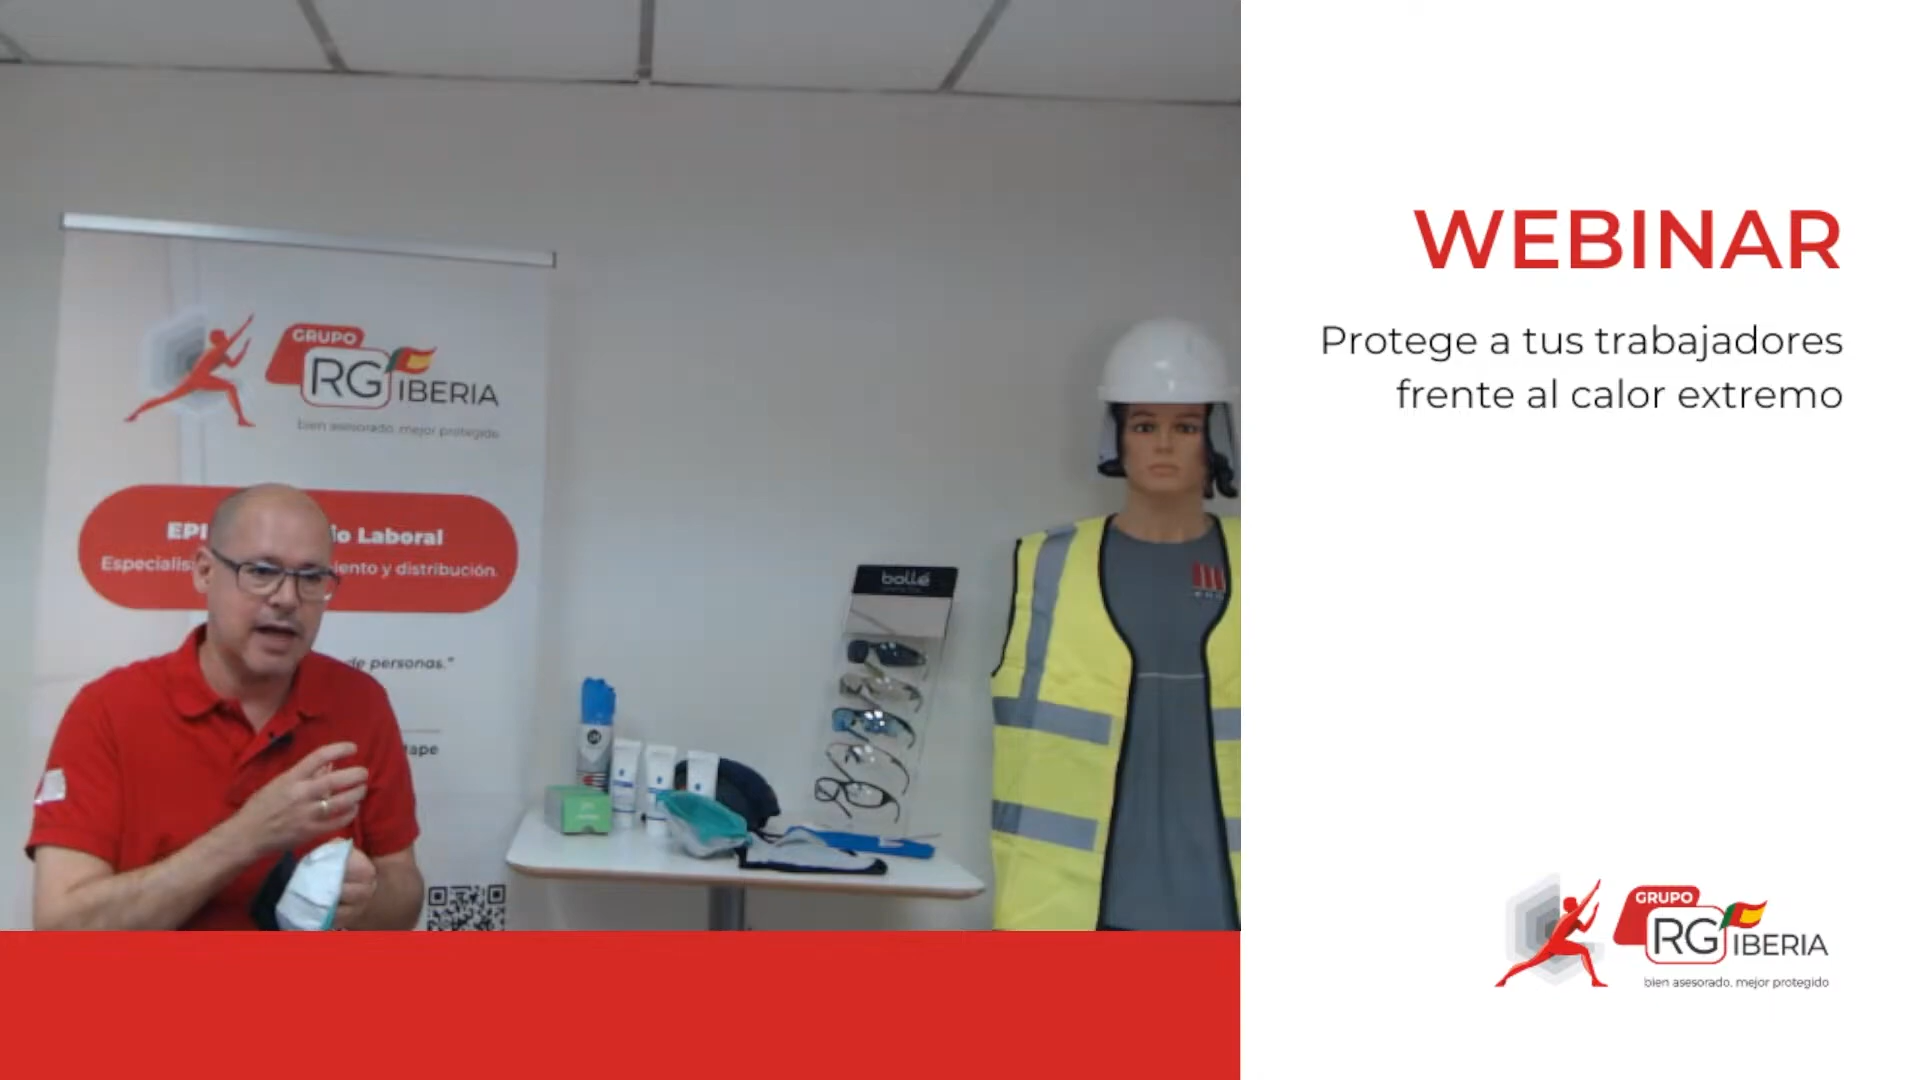 GRUPO
RG IBERIA
bien asesorado, mejor protegido
EPI
io Laboral
Especialis
iento y distribución.
de personas."
bollé
WEBINAR
Protege a tus trabajadores
frente al calor extremo
GRUPO
RG IBERIA
bien asesorado, mejor protegido